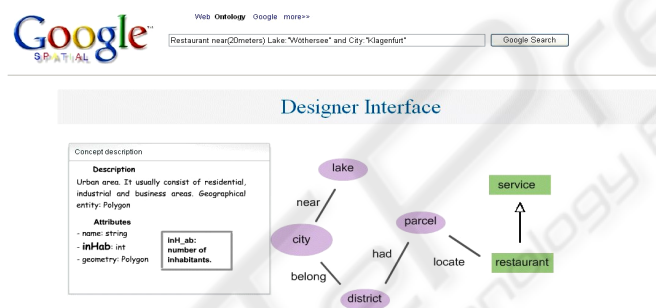 Web Ontology Google more>>
Google™
SPATIAL
Restaurant near(20meters) Lake:"Wöthersee" and City:"Klagenfurt"
Google Search
Designer Interface
Concept description
Description
Urban area. It usually consist of residential,
industrial and business areas. Geographical
entity: Polygon
Attributes
- name: string
- inHab: int
- geometry: Polygon
inH_ab:
number of
inhabitants.
lake
near
city
belong
district
had
parcel
locate
service
restaurant